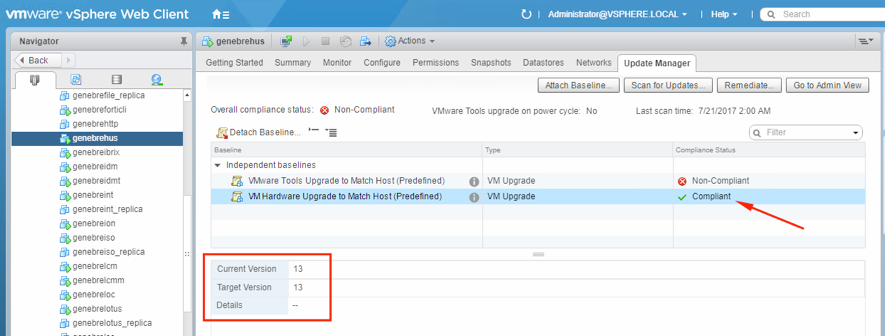 vmware® vSphere Web Client
Administrator@VSPHERE.LOCAL
Help
Search
Navigator
Back
genebrefile_replica
genebreforticli
genebrehttp
genebrehus
genebreibrix
genebreidm
genebreidmt
genebreint
genebreint_replica
genebreion
genebreiso
genebreiso_replica
genebrelcm
genebrelcmm
genebreloc
genebrelotus
genebrelotus_replica
genebrehus
Actions
Getting Started Summary Monitor Configure Permissions Snapshots Datastores Networks Update Manager
Attach Baseline... Scan for Updates... Remediate... Go to Admin View
Overall compliance status: Non-Compliant VMware Tools upgrade on power cycle: No Last scan time: 7/21/2017 2:00 AM
Detach Baseline...
Filter
Baseline Type Compliance Status
Independent baselines
VMware Tools Upgrade to Match Host (Predefined) VM Upgrade Non-Compliant
VM Hardware Upgrade to Match Host (Predefined) VM Upgrade Compliant
Current Version 13
Target Version 13
Details --